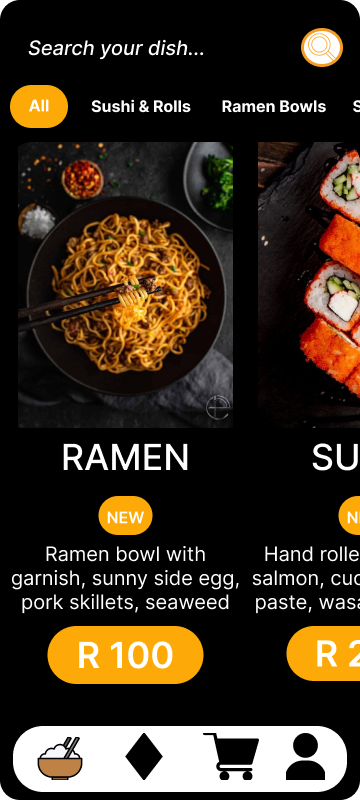 Search your dish...
All
Sushi & Rolls
Ramen Bowls
S
RAMEN
NEW
Ramen bowl with
garnish, sunny side egg,
pork skillets, seaweed
R 100
SU
N
Hand rolle
salmon, cuc
paste, wasa
R 2